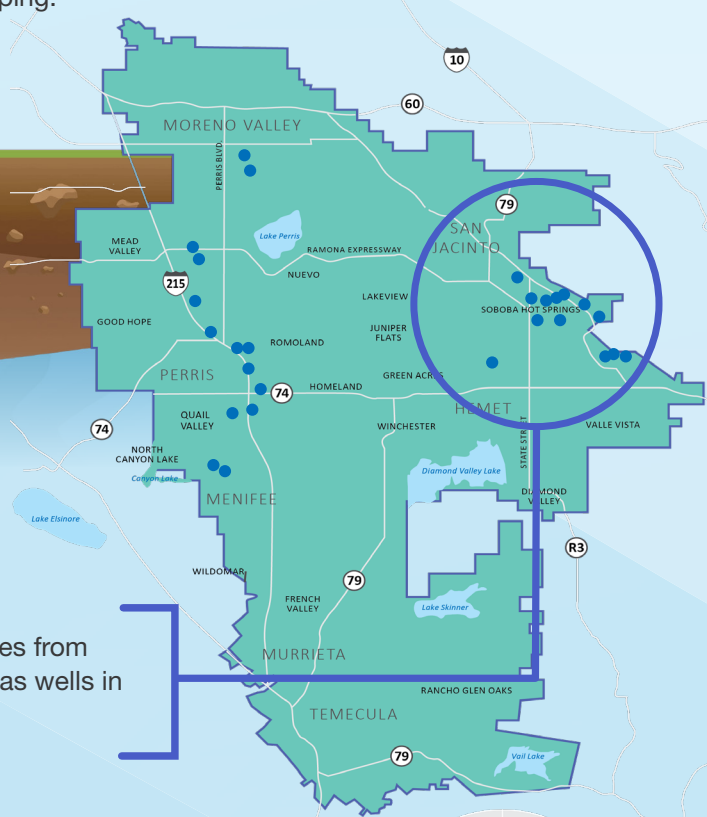 ping.
10
60
MORENO VALLEY
PERRIS BLVD.
79
SAN
JACINTO
Lake Perris
MEAD
VALLEY
RAMONA EXPRESSWAY
NUEVO
215
LAKEVIEW
SOBOBA HOT SPRINGS
GOOD HOPE
JUNIPER
FLATS
ROMOLAND
PERRIS
GREEN ACRES
74
HOMELAND
HEMET
QUAIL
VALLEY
WINCHESTER
STATE STREET
VALLE VISTA
74
NORTH
CANYON LAKE
Canyon Lake
Diamond Valley Lake
MENIFEE
DIAMOND
VALLEY
Lake Elsinore
R3
WILDOMAR
79
FRENCH
VALLEY
Lake Skinner
es from
as wells in
MURRIETA
RANCHO GLEN OAKS
TEMECULA
79
Vail Lake